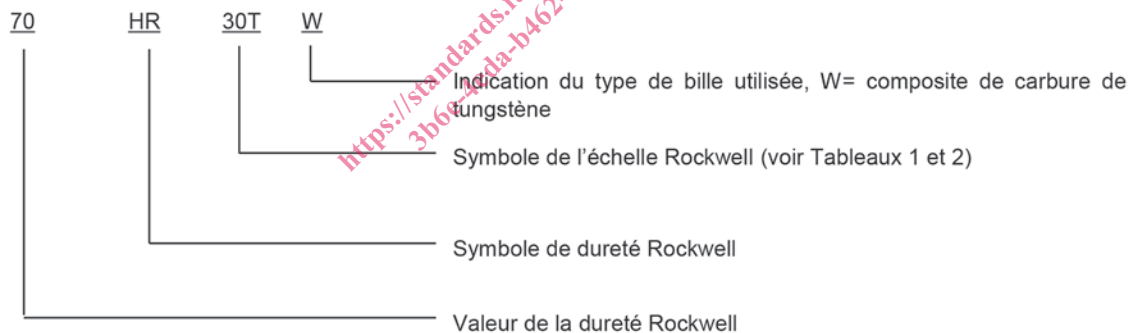 70 HR 30T W
Indication du type de bille utilisée, W= composite de carbure de
tungstène
Symbole de l'échelle Rockwell (voir Tableaux 1 et 2)
Symbole de dureté Rockwell
Valeur de la dureté Rockwell